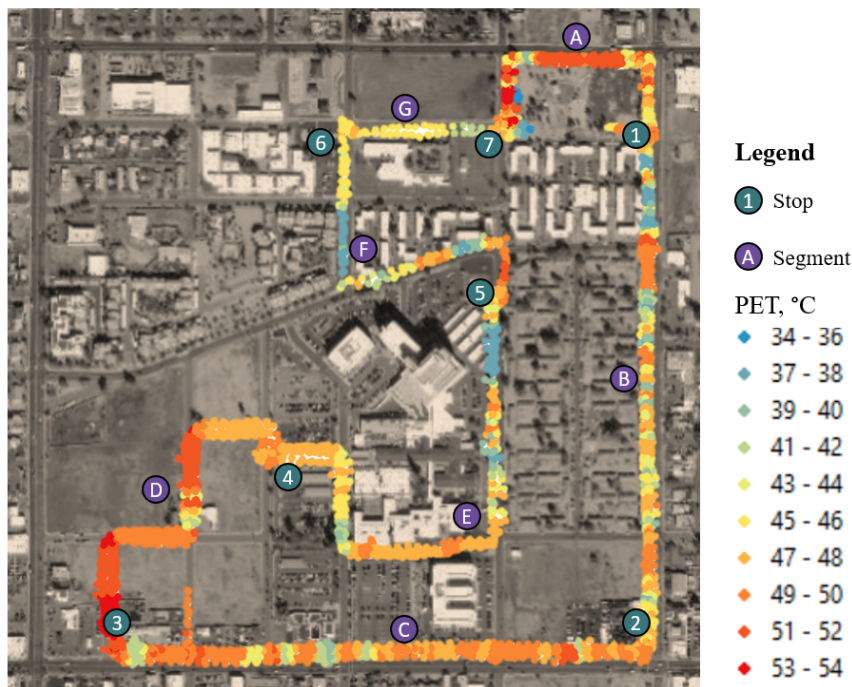 A
G
6
7
1
F
5
B
D
4
E
3
C
2
Legend
1 Stop
A Segment
PET, °C
34 - 36
37 - 38
39 - 40
41 - 42
43 - 44
45 - 46
47 - 48
49 - 50
51 - 52
53 - 54